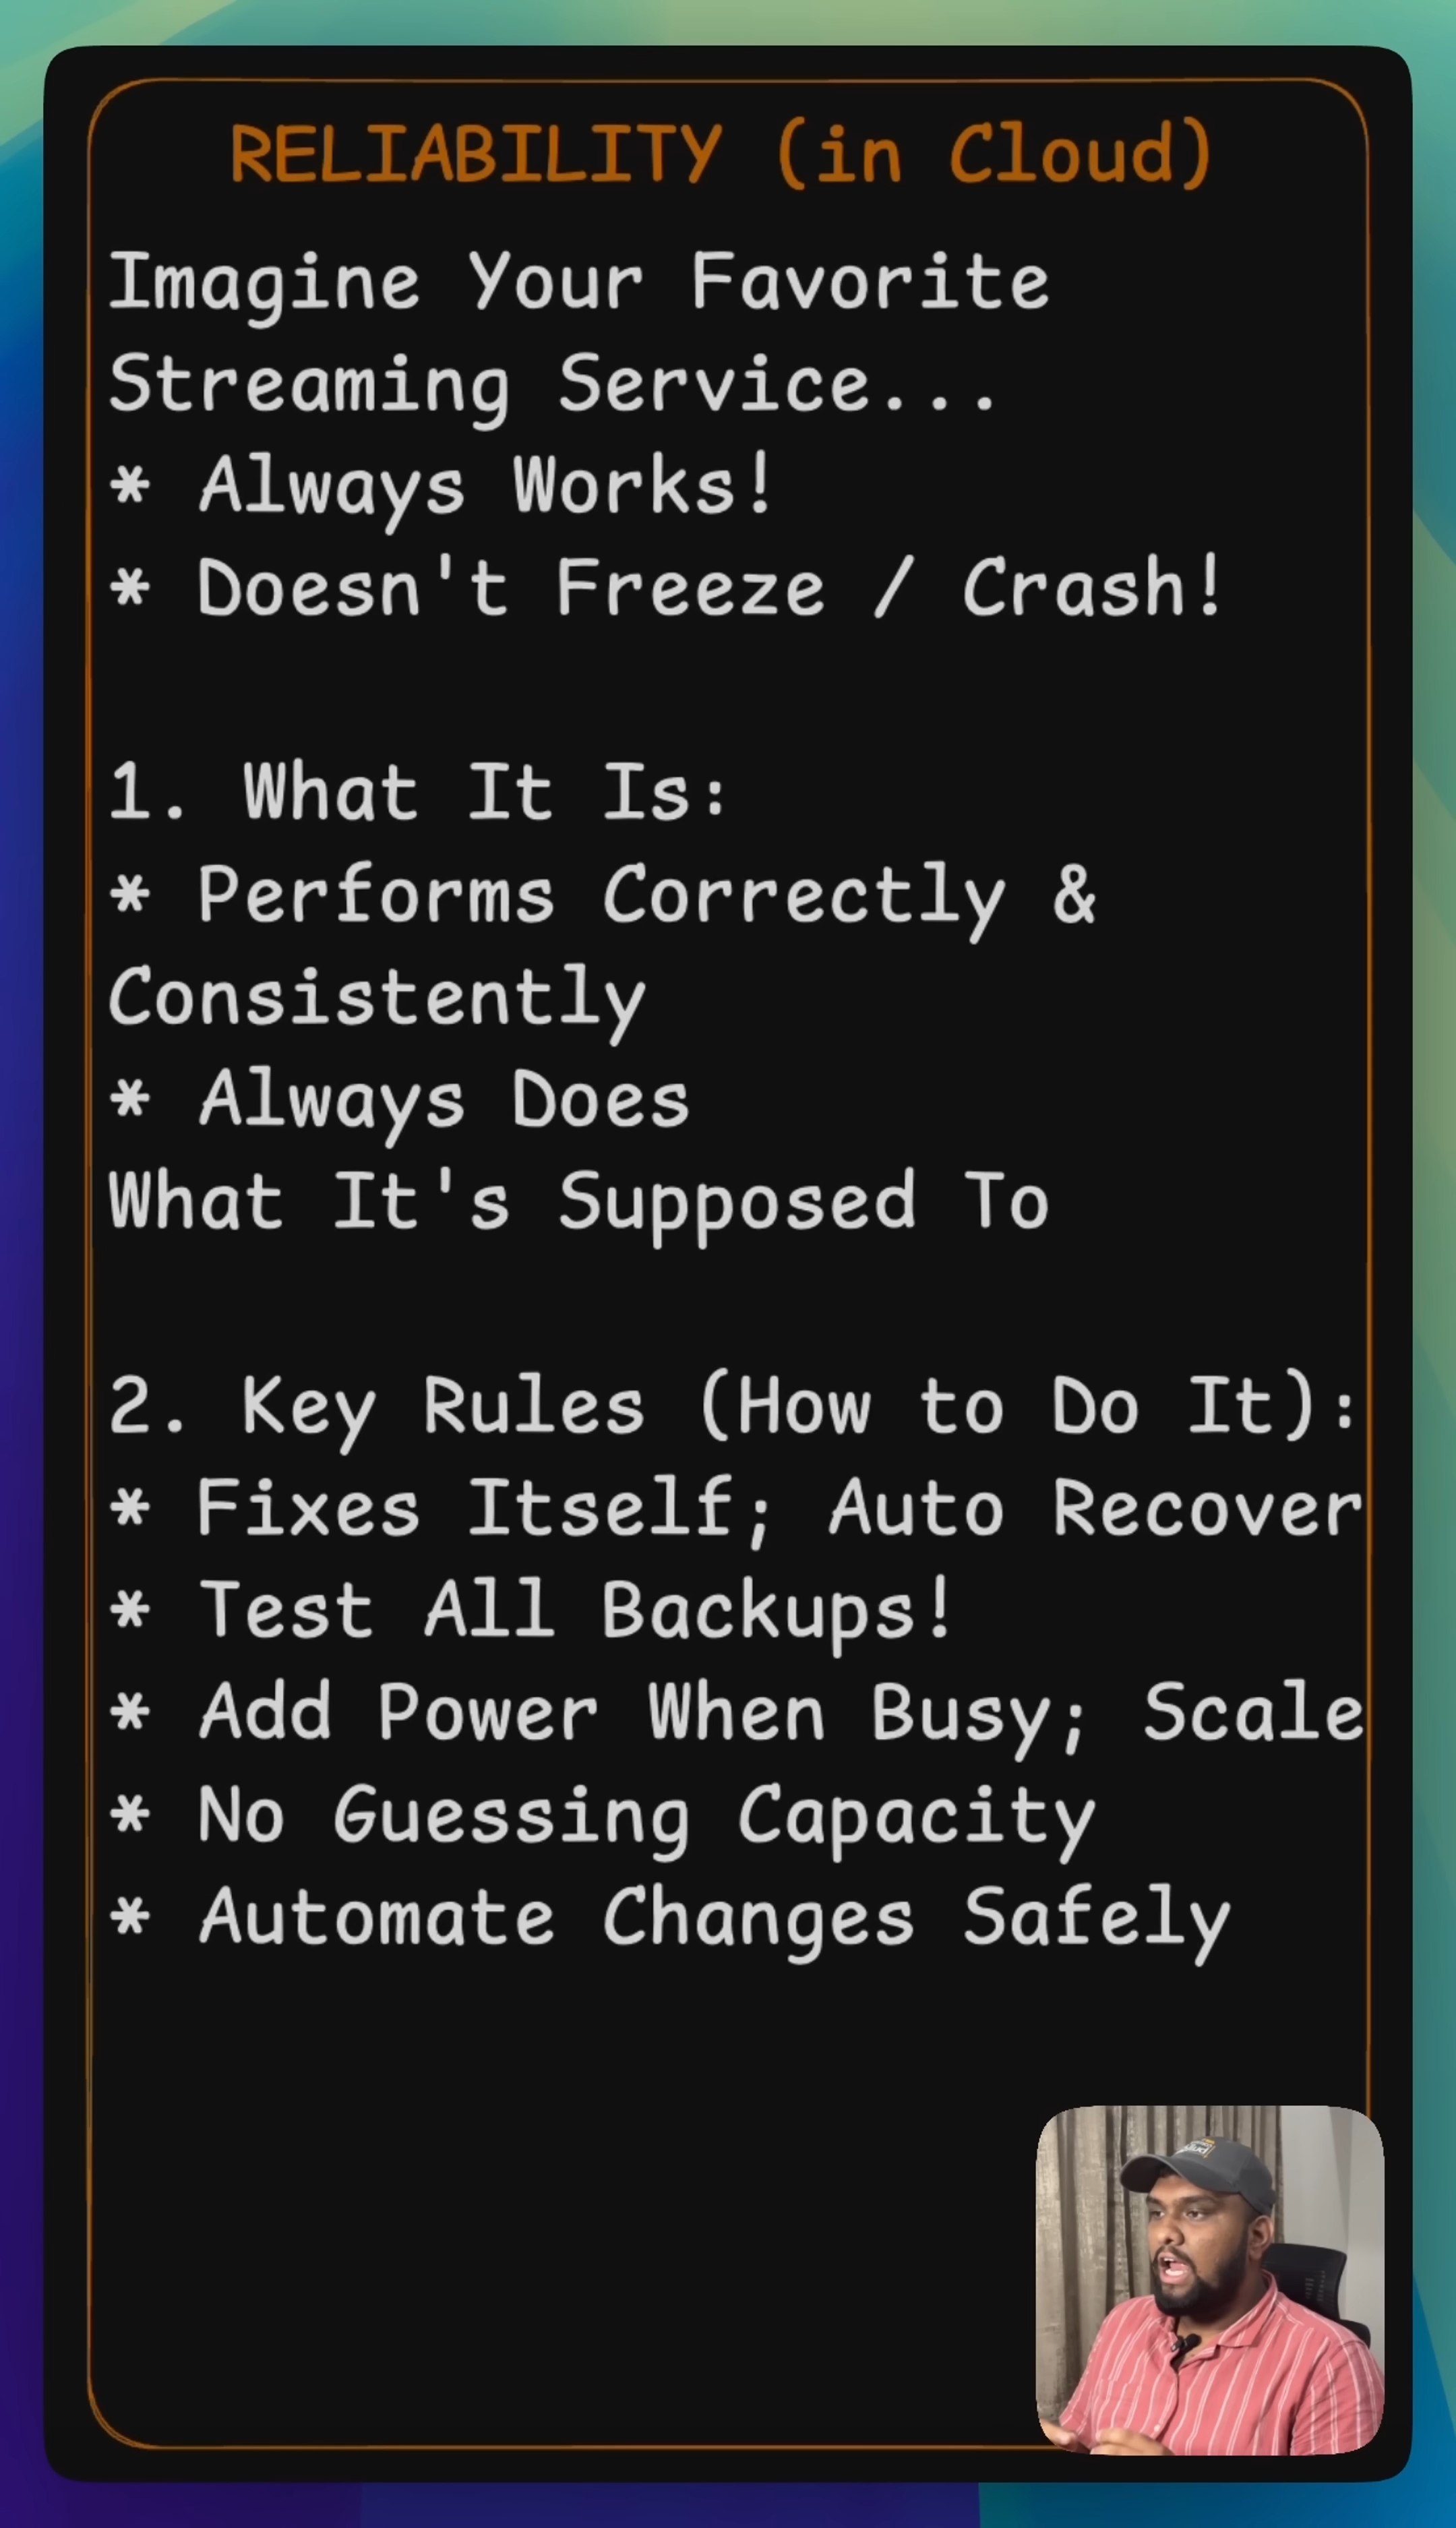 RELIABILITY (in Cloud)
Imagine Your Favorite
Streaming Service...
* Always Works!
* Doesn't Freeze / Crash!
1. What It Is:
* Performs Correctly &
Consistently
* Always Does
What It's Supposed To
2. Key Rules (How to Do It):
* Fixes Itself; Auto Recover
* Test All Backups!
* Add Power When Busy; Scale
* No Guessing Capacity
* Automate Changes Safely